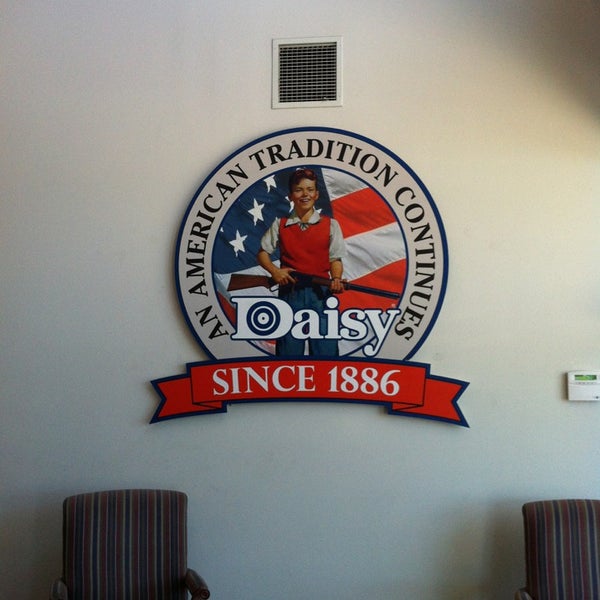 AN AMERICAN TRADITION CONTINUES
Daisy
SINCE 1886